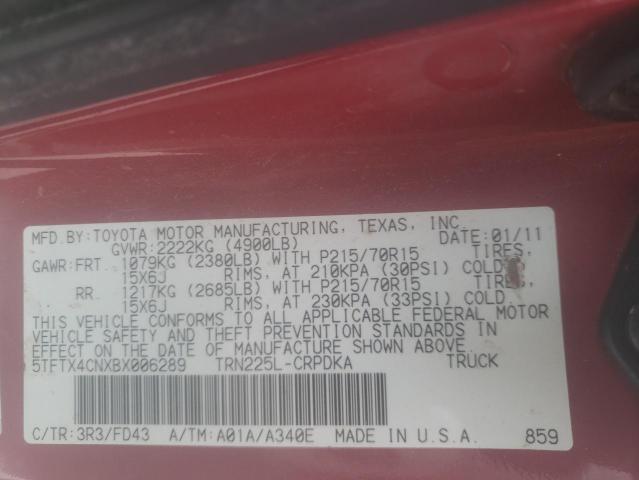 MFD.BY:TOYOTA MOTOR MANUFACTURING, TEXAS, INC.
GVWR:2222KG (4900LB) DATE:01/11
GAWR:FRT 1079KG (2380LB) WITH P215/70R15 TIRES,
15X6J RIMS, AT 210KPA (30PSI) COLD
RR 1217KG (2685LB) WITH P215/70R15 TIRES,
15X6J RIMS, AT 230KPA (33PSI) COLD.
THIS VEHICLE CONFORMS TO ALL APPLICABLE FEDERAL MOTOR
VEHICLE SAFETY AND THEFT PREVENTION STANDARDS IN
EFFECT ON THE DATE OF MANUFACTURE SHOWN ABOVE.
5TFTX4CNXBX006289 TRN225L-CRPDKA TRUCK
C/TR:3R3/FD43 A/TM:A01A/A340E MADE IN U.S.A. 859